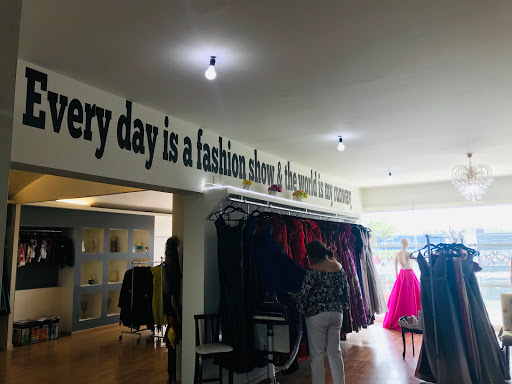 Every day is a fashion show & the world is my runway